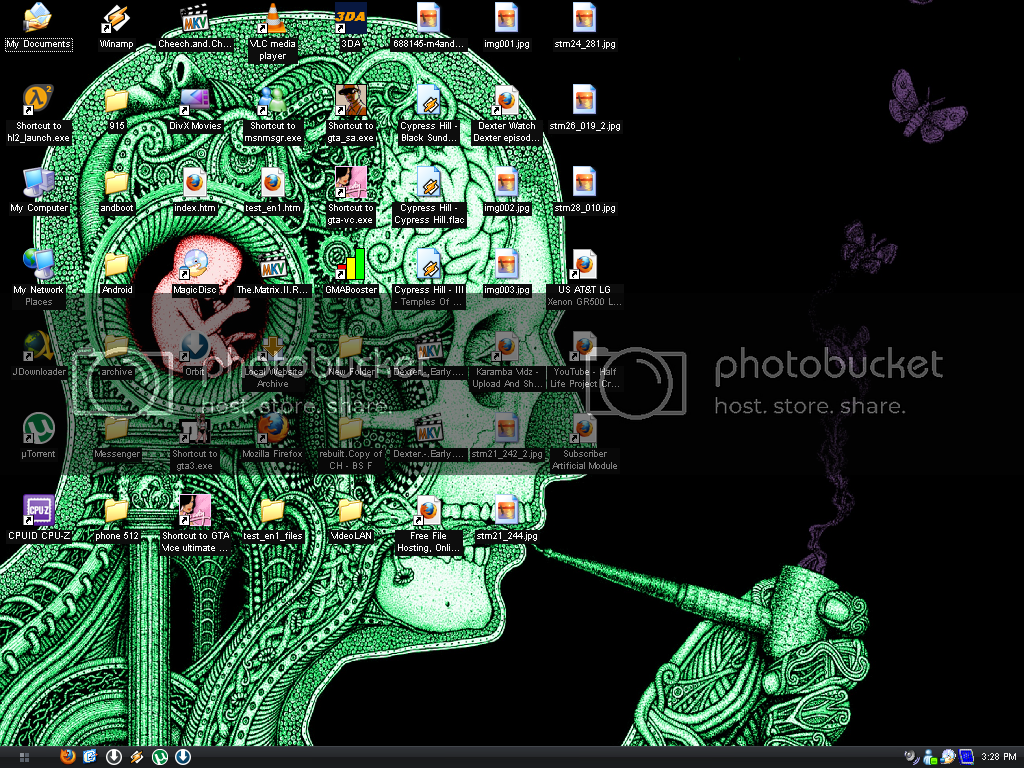 My Documents
Winamp
Cheech.and.Ch...
VLC media
player
3DA
3DA
688145-m4and...
img001.jpg
stm24_281.jpg
Shortcut to
hl2_launch.exe
915
DivX Movies
Shortcut to
msnmsgr.exe
Shortcut to
gta_sa.exe
Cypress Hill -
Black Sund...
Dexter Watch
Dexter episod...
stm26_019_2.jpg
My Computer
andboot
index.htm
test_en1.htm
Shortcut to
gta-vc.exe
Cypress Hill -
Cypress Hill.flac
img002.jpg
stm28_010.jpg
My Network
Places
Android
MagicDisc
The.Matrix.II.R...
GMABooster
Cypress Hill - III
- Temples Of ...
img003.jpg
US AT&T LG
Xenon GR500 L...
JDownloader
archive
Orbit
Local Website
Archive
New Folder
Dexter.-.Early....
Karamba Vidz -
Upload And Sh...
YouTube - Half
Life Project (Cr...
photobucket
host. store. share.
photobucket
host. store. share.
µTorrent
Messenger
Shortcut to
gta3.exe
Mozilla Firefox
rebuilt.Copy of
CH - BS F
Dexter.-.Early....
stm21_242_2.jpg
Subscriber
Artificial Module
CPU-Z
CPUID CPU-Z
phone 512
Shortcut to GTA
Vice ultimate ...
test_en1_files
VideoLAN
Free File
Hosting, Onli...
stm21_244.jpg
MKV
MKV
MKV
MKV
3:28 PM